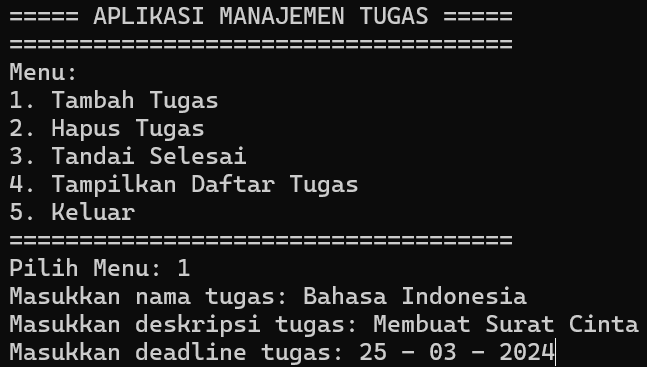 ===== APLIKASI MANAJEMEN TUGAS =====
====================================
Menu:
1. Tambah Tugas
2. Hapus Tugas
3. Tandai Selesai
4. Tampilkan Daftar Tugas
5. Keluar
====================================
Pilih Menu: 1
Masukkan nama tugas: Bahasa Indonesia
Masukkan deskripsi tugas: Membuat Surat Cinta
Masukkan deadline tugas: 25 - 03 - 2024